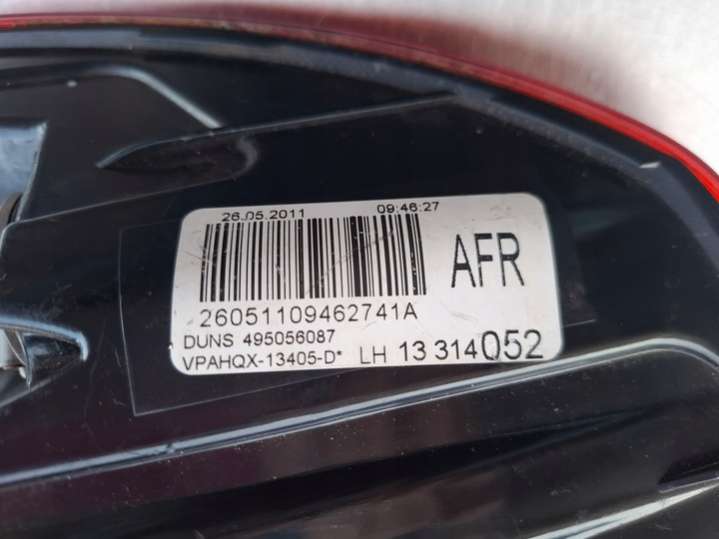 26.05.2011 09:46:27
AFR
26051109462741A
DUNS 495056087
VPAHQX-13405-D* LH 13 314052